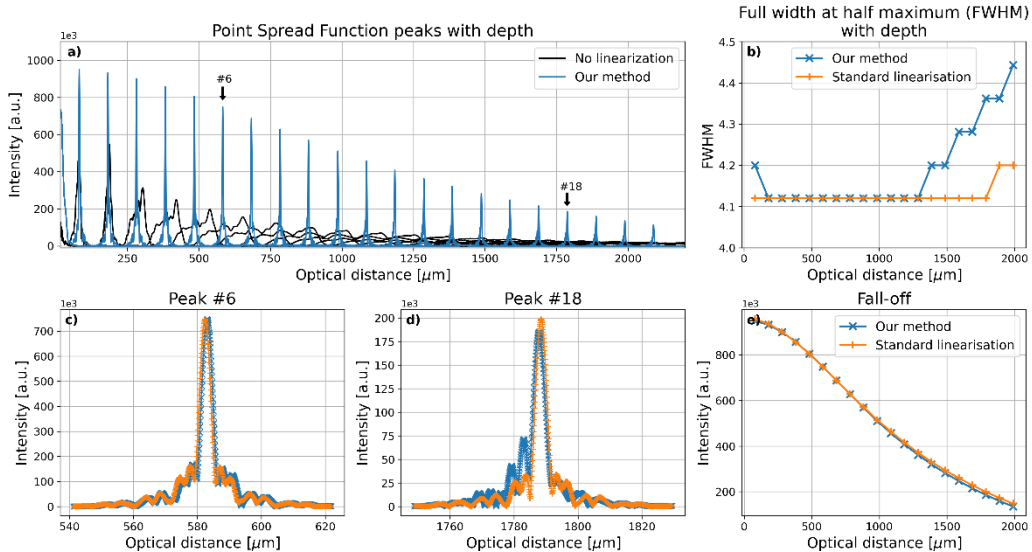 Point Spread Function peaks with depth
1e3
a)
No linearization
Our method
#6
#18
1000
800
600
400
200
0
Intensity [a.u.]
250 500 750 1000 1250 1500 1750 2000
Optical distance [μm]
Full width at half maximum (FWHM)
with depth
b)
Our method
Standard linearisation
4.5
4.4
4.3
4.2
4.1
4.0
FWHM
0 500 1000 1500 2000
Optical distance [μm]
Peak #6
1e3
c)
700
600
500
400
300
200
100
0
Intensity [a.u.]
540 560 580 600 620
Optical distance [μm]
Peak #18
1e3
d)
200
175
150
125
100
75
50
25
0
Intensity [a.u.]
1760 1780 1800 1820
Optical distance [μm]
Fall-off
1e3
e)
Our method
Standard linearisation
800
600
400
200
Intensity [a.u.]
0 500 1000 1500 2000
Optical distance [μm]